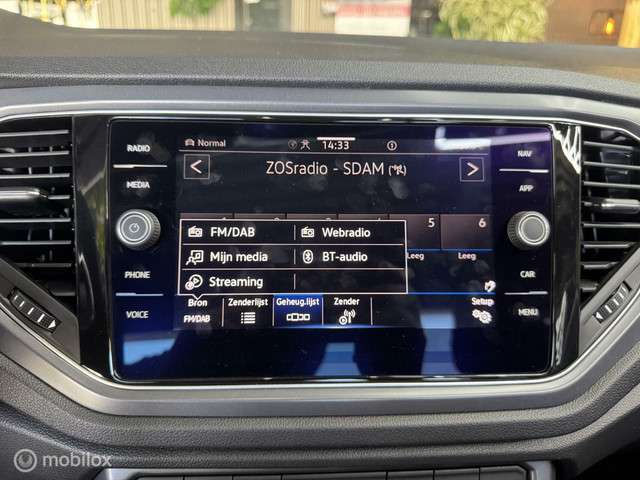 Normal 14:33
RADIO NAV
ZOSradio - SDAM
MEDIA APP
5 6
FM/DAB Webradio
Mijn media BT-audio Leeg Leeg
PHONE CAR
Streaming
Bron Zenderlijst Geheug.lijst Zender Setup
FM/DAB
VOICE MENU
mobilox